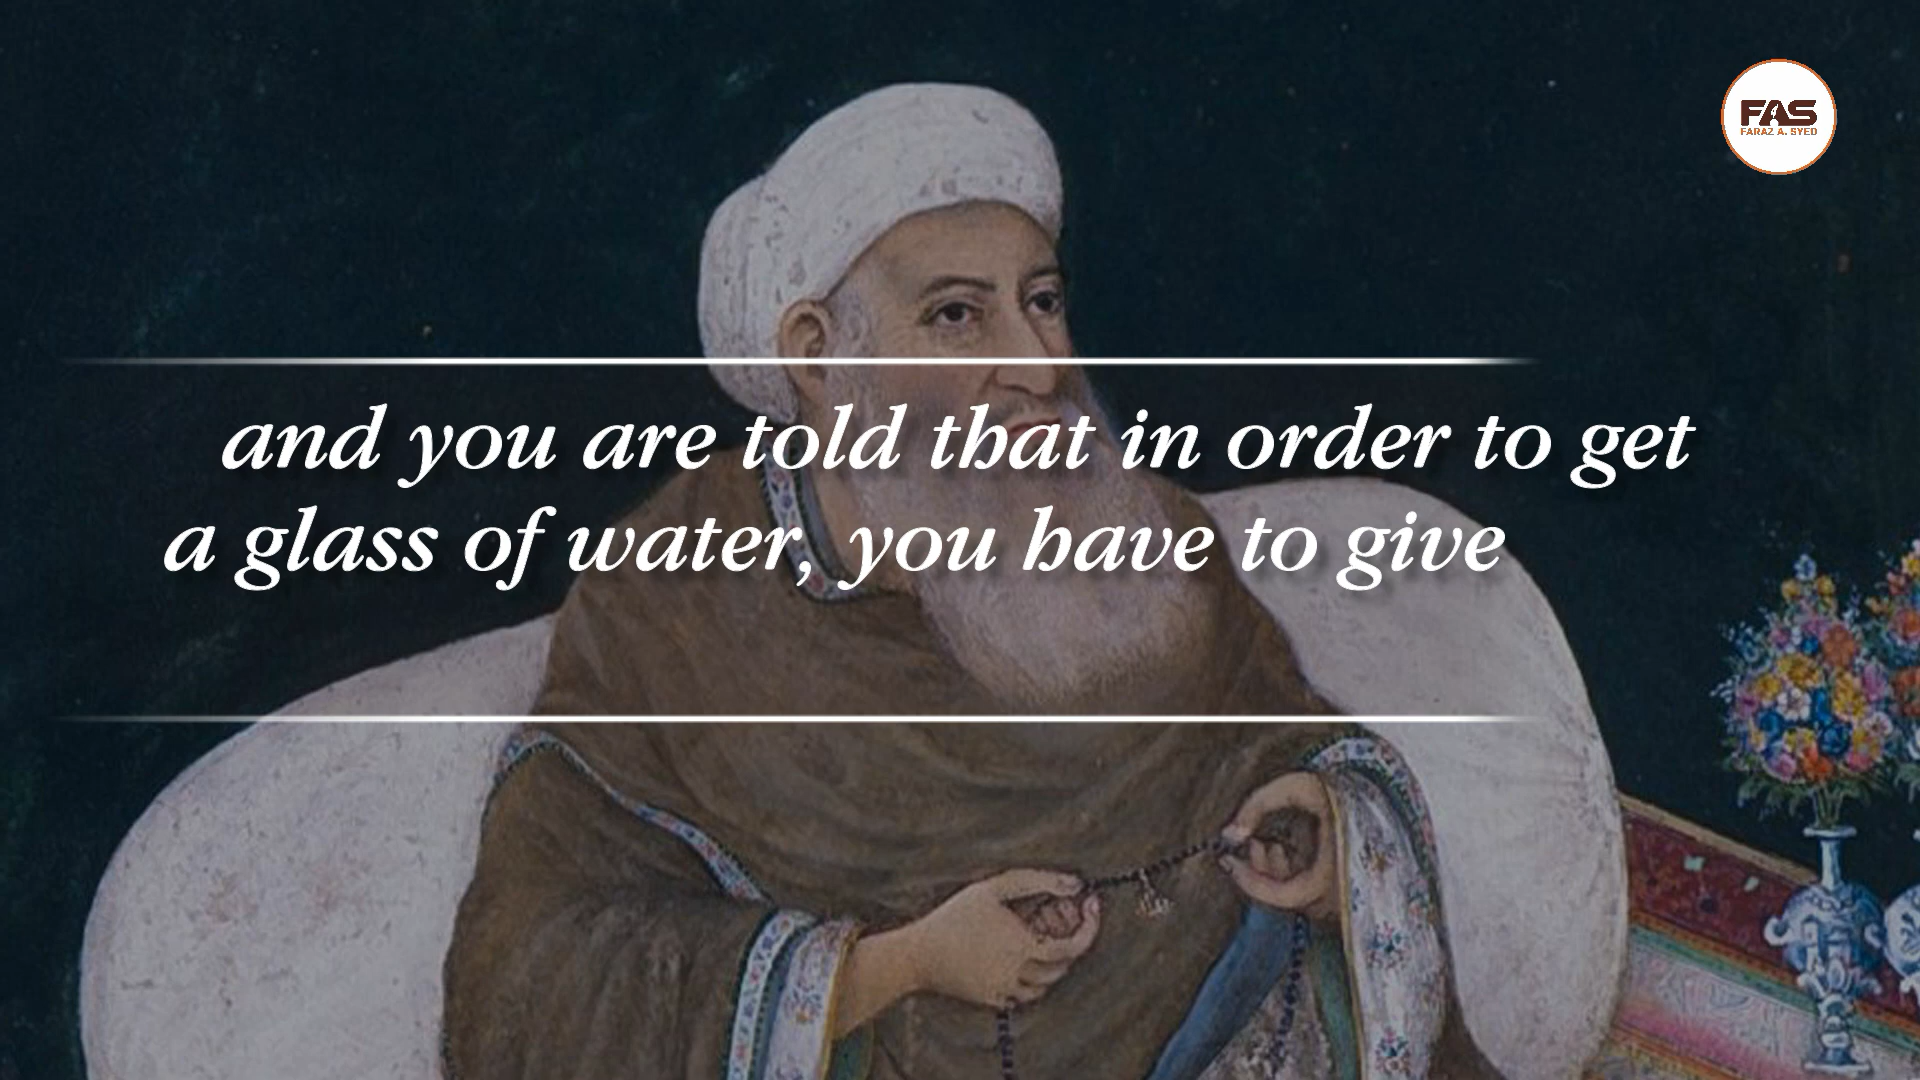 FAS
FARAZ A. SYED
and you are told that in order to get
a glass of water, you have to give